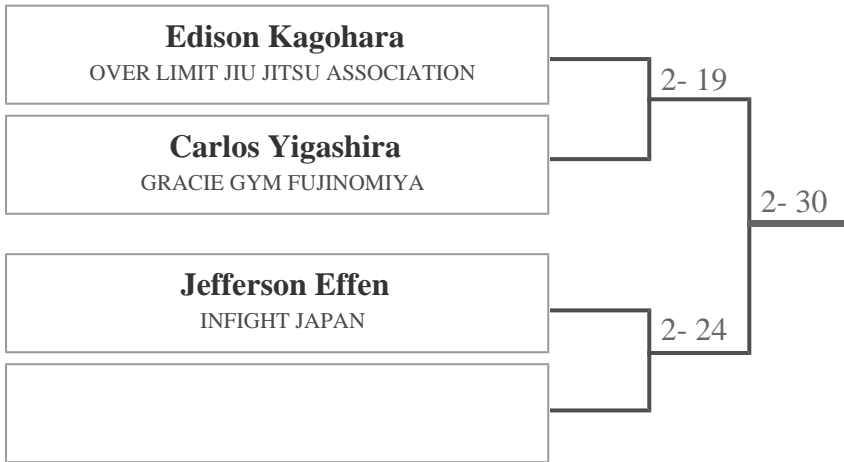 Edison Kagohara
OVER LIMIT JIU JITSU ASSOCIATION
2- 19
Carlos Yigashira
GRACIE GYM FUJINOMIYA
2- 30
Jefferson Effen
INFIGHT JAPAN
2- 24